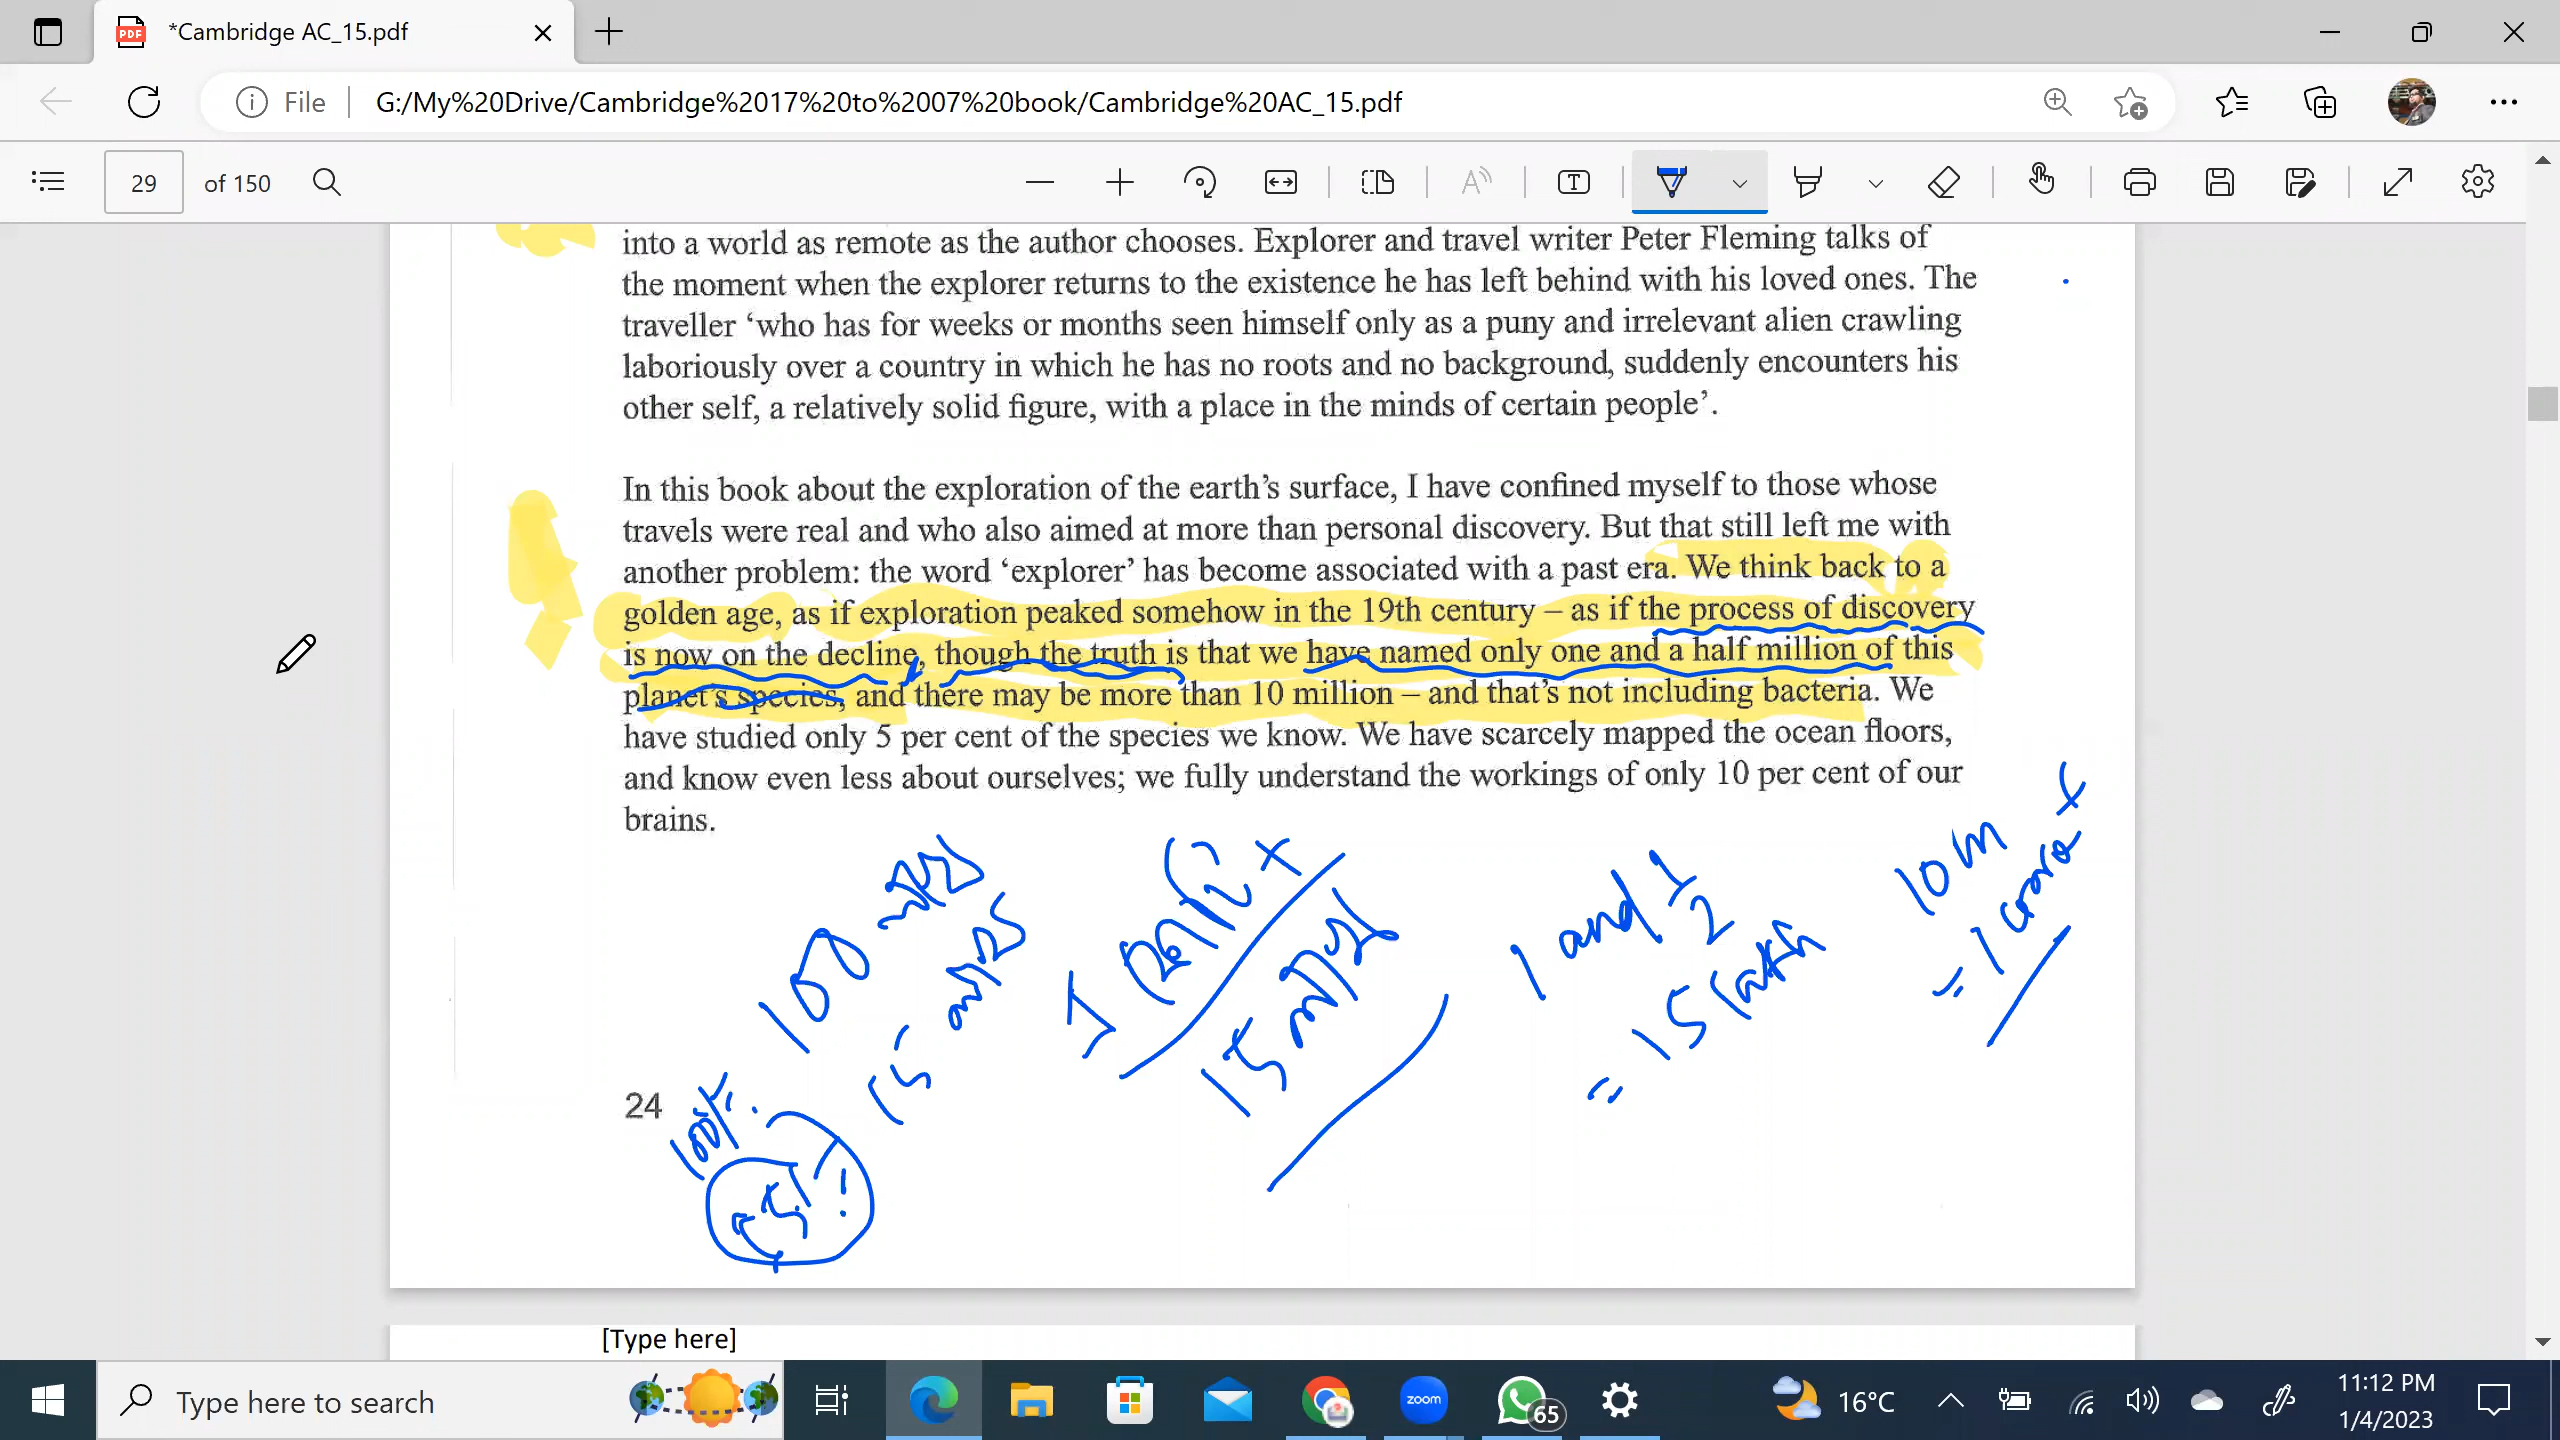 *Cambridge AC_15.pdf
File
G:/My%20Drive/Cambridge%2017%20to%2007%20book/Cambridge%20AC_15.pdf
29 of 150
into a world as remote as the author chooses. Explorer and travel writer Peter Fleming talks of
the moment when the explorer returns to the existence he has left behind with his loved ones. The
traveller ‘who has for weeks or months seen himself only as a puny and irrelevant alien crawling
laboriously over a country in which he has no roots and no background, suddenly encounters his
other self, a relatively solid figure, with a place in the minds of certain people’.
In this book about the exploration of the earth’s surface, I have confined myself to those whose
travels were real and who also aimed at more than personal discovery. But that still left me with
another problem: the word ‘explorer’ has become associated with a past era. We think back to a
golden age, as if exploration peaked somehow in the 19th century – as if the process of discovery
is now on the decline, though the truth is that we have named only one and a half million of this
planet’s species, and there may be more than 10 million – and that’s not including bacteria. We
have studied only 5 per cent of the species we know. We have scarcely mapped the ocean floors,
and know even less about ourselves; we fully understand the workings of only 10 per cent of our
brains.
100
15
15
1 and 1/2
= 15 lakh
10 m
= 1 crore +
100%
24
[Type here]
Type here to search
zoom
65
16°C
11:12 PM
1/4/2023